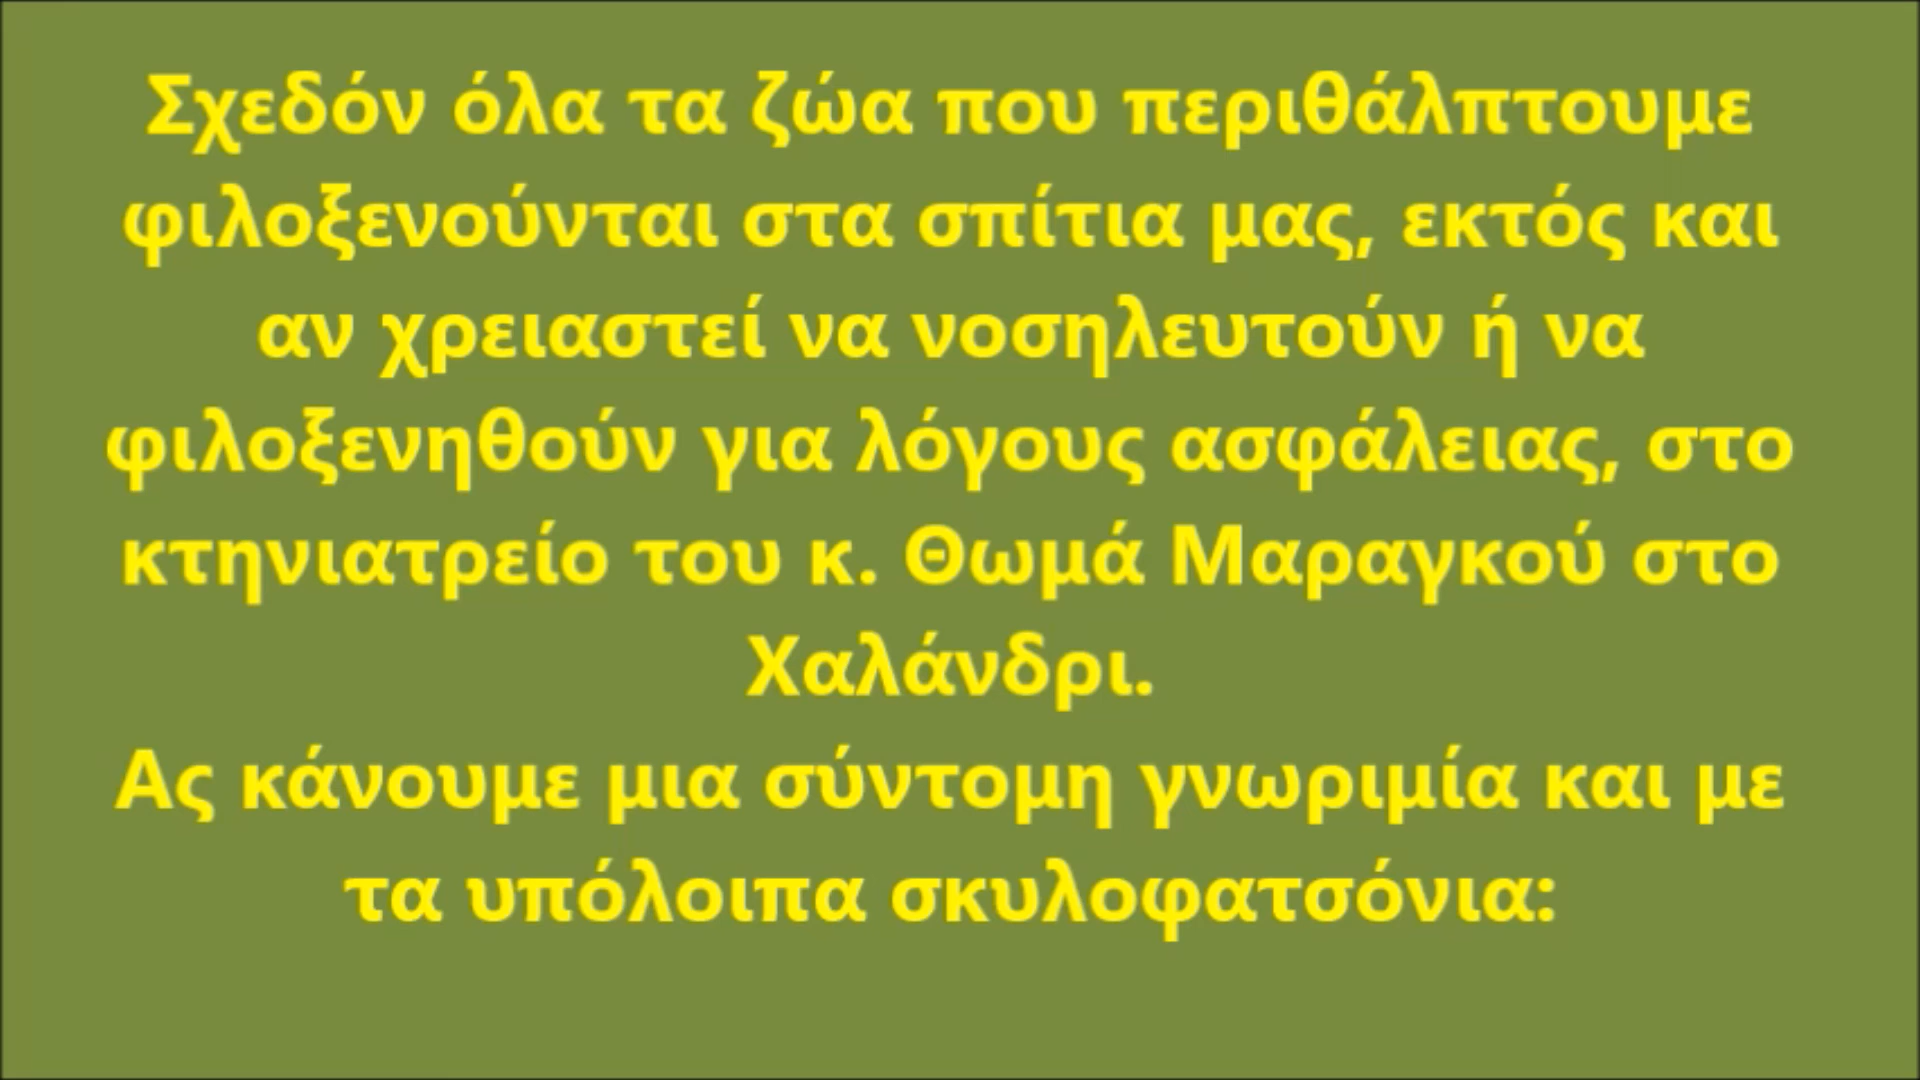 Σχεδόν όλα τα ζώα που περιθάλπτουμε
φιλοξενούνται στα σπίτια μας, εκτός και
αν χρειαστεί να νοσηλευτούν ή να
φιλοξενηθούν για λόγους ασφάλειας, στο
κτηνιατρείο του κ. Θωμά Μαραγκού στο
Χαλάνδρι.
Ας κάνουμε μια σύντομη γνωριμία και με
τα υπόλοιπα σκυλοφατσόνια: